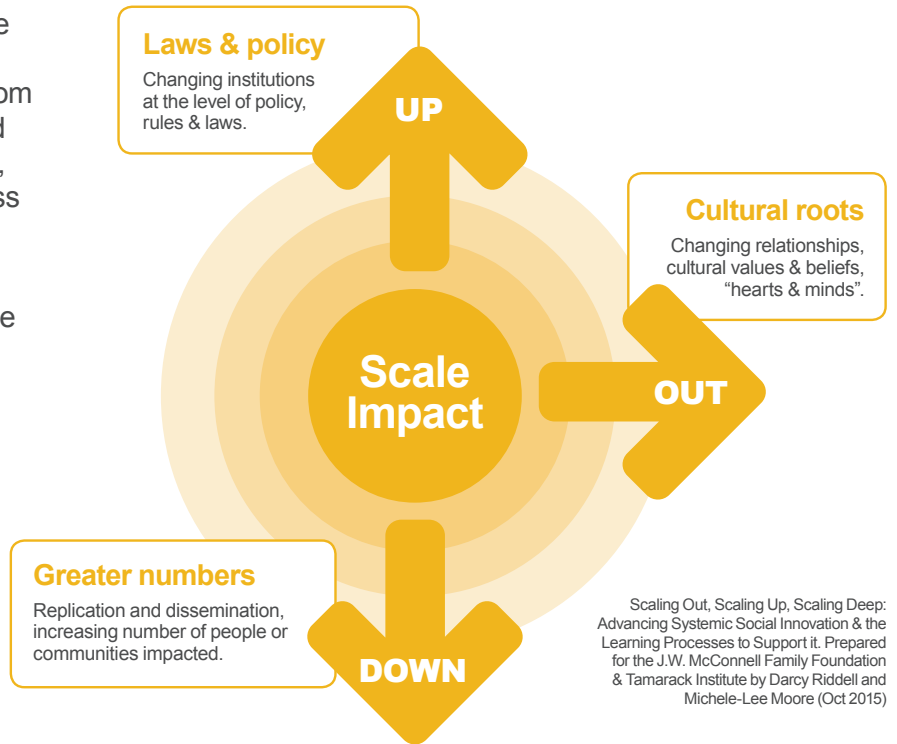 e
om
d
,
ss
e
Laws & policy
Changing institutions
at the level of policy,
rules & laws.
UP
Cultural roots
Changing relationships,
cultural values & beliefs,
“hearts & minds”.
Scale
Impact
OUT
Greater numbers
Replication and dissemination,
increasing number of people or
communities impacted.
DOWN
Scaling Out, Scaling Up, Scaling Deep:
Advancing Systemic Social Innovation & the
Learning Processes to Support it. Prepared
for the J.W. McConnell Family Foundation
& Tamarack Institute by Darcy Riddell and
Michele-Lee Moore (Oct 2015)